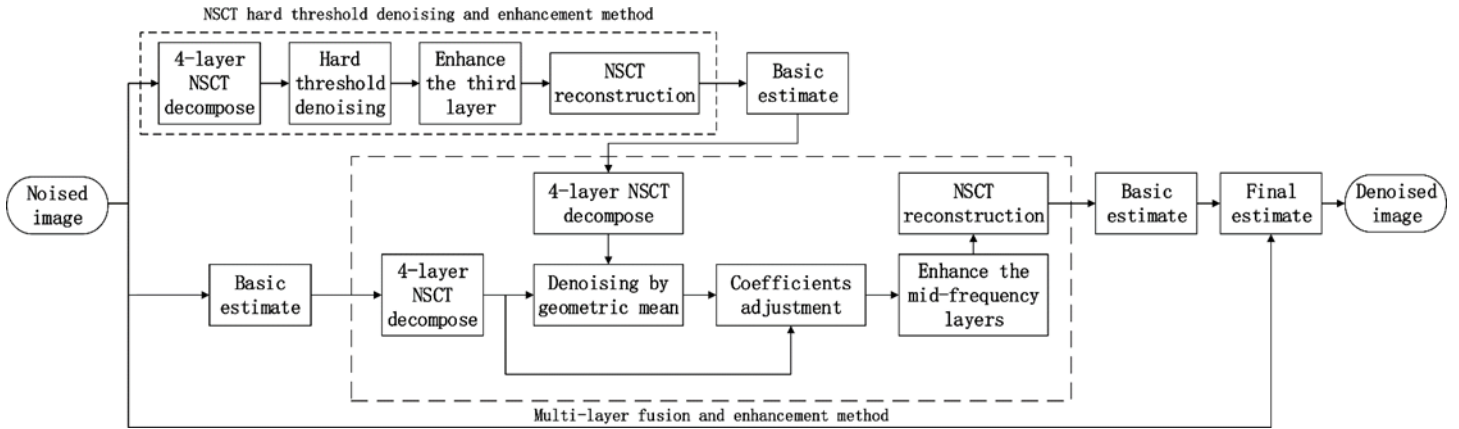 NSCT hard threshold denoising and enhancement method
4-layer
NSCT
decompose
Hard
threshold
denoising
Enhance
the third
layer
NSCT
reconstruction
Basic
estimate
Noised
image
4-layer NSCT
decompose
NSCT
reconstruction
Basic
estimate
Final
estimate
Denoised
image
Basic
estimate
4-layer
NSCT
decompose
Denoising by
geometric mean
Coefficients
adjustment
Enhance the
mid-frequency
layers
Multi-layer fusion and enhancement method